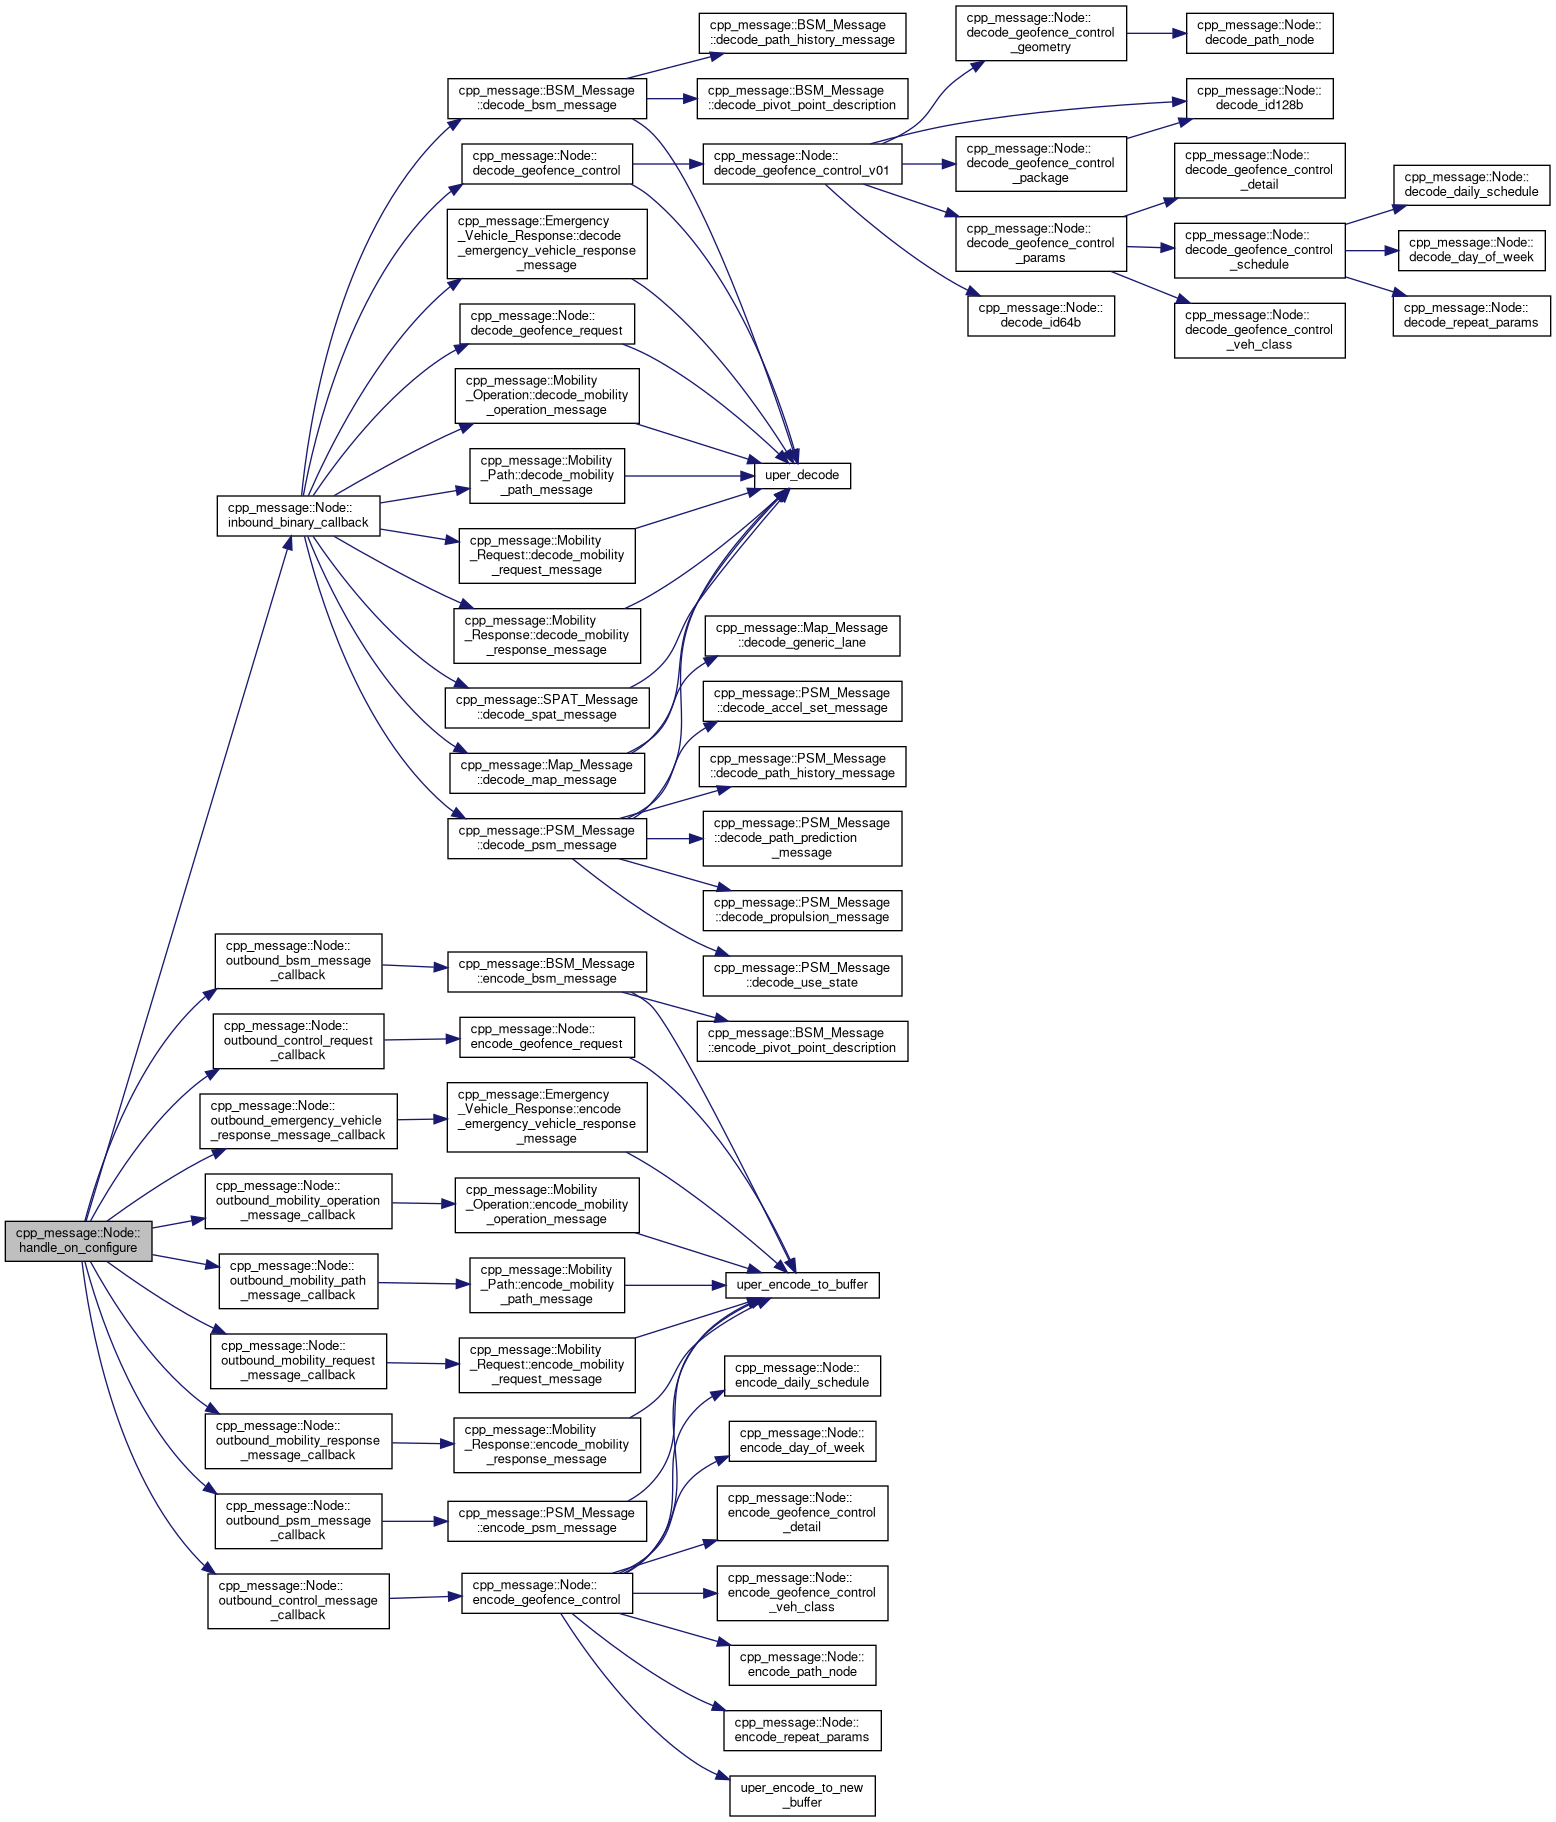 cpp_message::Node::
handle_on_configure
cpp_message::Node::
inbound_binary_callback
cpp_message::BSM_Message
::decode_bsm_message
cpp_message::BSM_Message
::decode_path_history_message
cpp_message::BSM_Message
::decode_pivot_point_description
cpp_message::Node::
decode_geofence_control
cpp_message::Node::
decode_geofence_control_v01
cpp_message::Node::
decode_geofence_control
_geometry
cpp_message::Node::
decode_path_node
cpp_message::Node::
decode_id128b
cpp_message::Node::
decode_geofence_control
_package
cpp_message::Node::
decode_geofence_control
_params
cpp_message::Node::
decode_geofence_control
_detail
cpp_message::Node::
decode_geofence_control
_schedule
cpp_message::Node::
decode_daily_schedule
cpp_message::Node::
decode_day_of_week
cpp_message::Node::
decode_repeat_params
cpp_message::Node::
decode_geofence_control
_veh_class
cpp_message::Node::
decode_id64b
cpp_message::Emergency
_Vehicle_Response::decode
_emergency_vehicle_response
_message
cpp_message::Node::
decode_geofence_request
cpp_message::Mobility
_Operation::decode_mobility
_operation_message
cpp_message::Mobility
_Path::decode_mobility
_path_message
uper_decode
cpp_message::Mobility
_Request::decode_mobility
_request_message
cpp_message::Mobility
_Response::decode_mobility
_response_message
cpp_message::SPAT_Message
::decode_spat_message
cpp_message::Map_Message
::decode_map_message
cpp_message::Map_Message
::decode_generic_lane
cpp_message::PSM_Message
::decode_psm_message
cpp_message::PSM_Message
::decode_accel_set_message
cpp_message::PSM_Message
::decode_path_history_message
cpp_message::PSM_Message
::decode_path_prediction
_message
cpp_message::PSM_Message
::decode_propulsion_message
cpp_message::PSM_Message
::decode_use_state
cpp_message::Node::
outbound_bsm_message
_callback
cpp_message::BSM_Message
::encode_bsm_message
cpp_message::BSM_Message
::encode_pivot_point_description
cpp_message::Node::
outbound_control_request
_callback
cpp_message::Node::
encode_geofence_request
cpp_message::Node::
outbound_emergency_vehicle
_response_message_callback
cpp_message::Emergency
_Vehicle_Response::encode
_emergency_vehicle_response
_message
cpp_message::Node::
outbound_mobility_operation
_message_callback
cpp_message::Mobility
_Operation::encode_mobility
_operation_message
cpp_message::Node::
outbound_mobility_path
_message_callback
cpp_message::Mobility
_Path::encode_mobility
_path_message
uper_encode_to_buffer
cpp_message::Node::
outbound_mobility_request
_message_callback
cpp_message::Mobility
_Request::encode_mobility
_request_message
cpp_message::Node::
outbound_mobility_response
_message_callback
cpp_message::Mobility
_Response::encode_mobility
_response_message
cpp_message::Node::
outbound_psm_message
_callback
cpp_message::PSM_Message
::encode_psm_message
cpp_message::Node::
outbound_control_message
_callback
cpp_message::Node::
encode_geofence_control
cpp_message::Node::
encode_daily_schedule
cpp_message::Node::
encode_day_of_week
cpp_message::Node::
encode_geofence_control
_detail
cpp_message::Node::
encode_geofence_control
_veh_class
cpp_message::Node::
encode_path_node
cpp_message::Node::
encode_repeat_params
uper_encode_to_new
_buffer